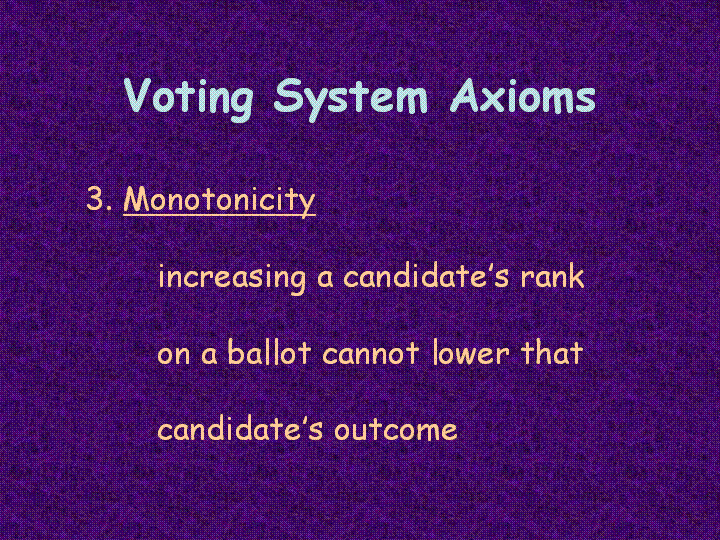 Voting System Axioms
3. Monotonicity
increasing a candidate's rank
on a ballot cannot lower that
candidate's outcome